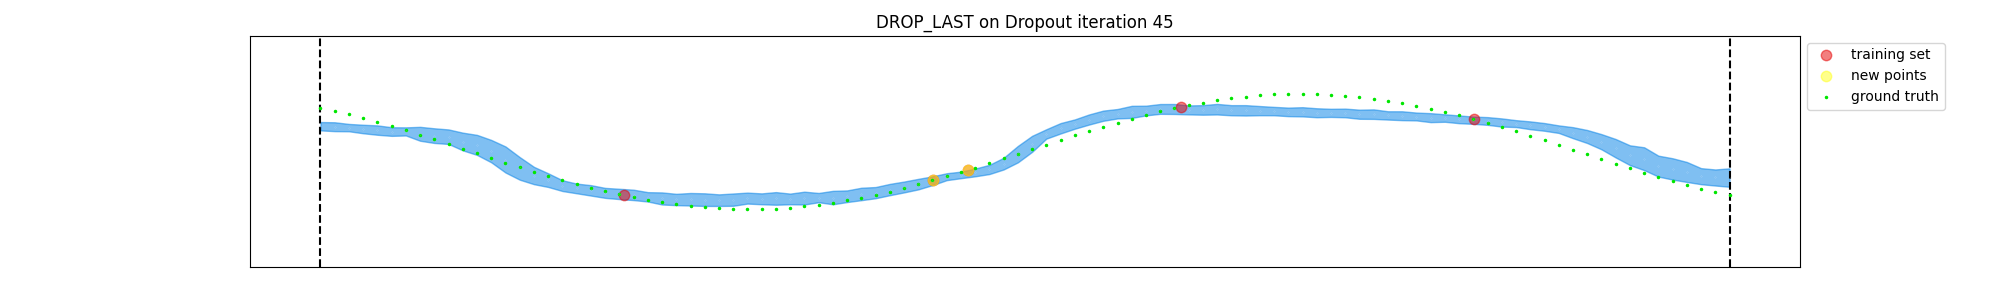 DROP_LAST on Dropout iteration 45
training set
new points
ground truth